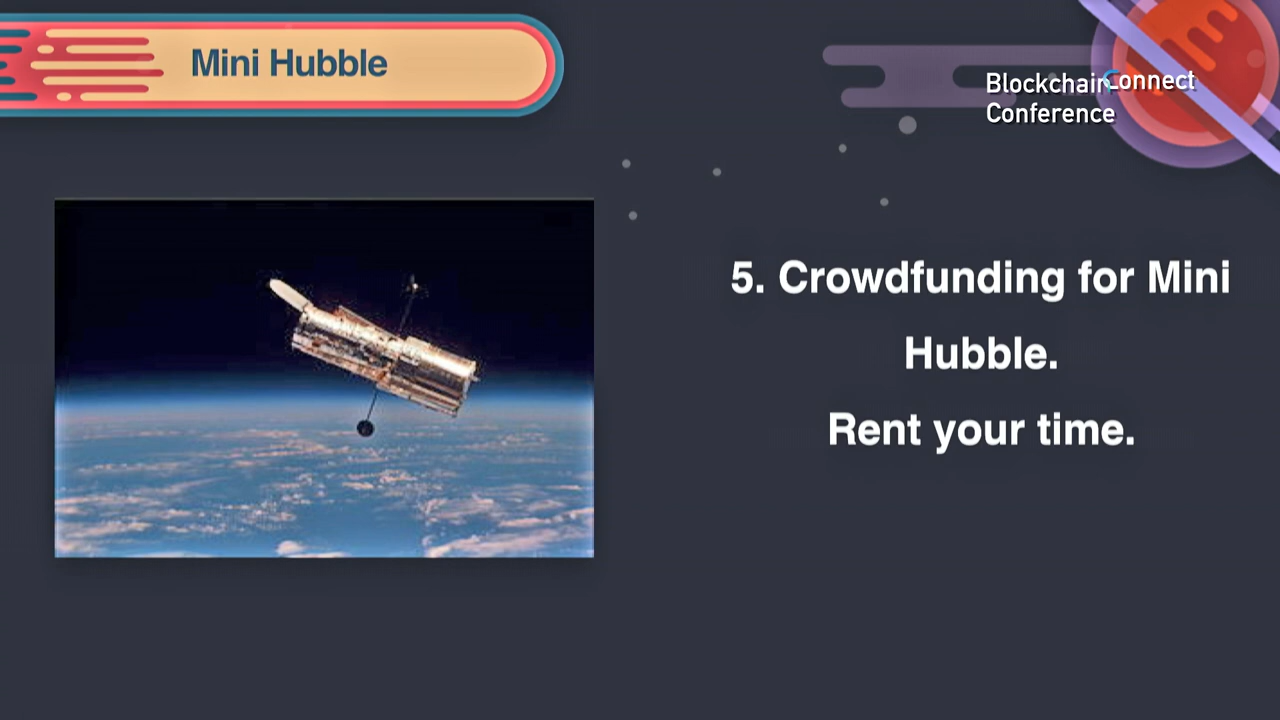 Mini Hubble
Blockchain Connect
Conference
5. Crowdfunding for Mini
Hubble.
Rent your time.